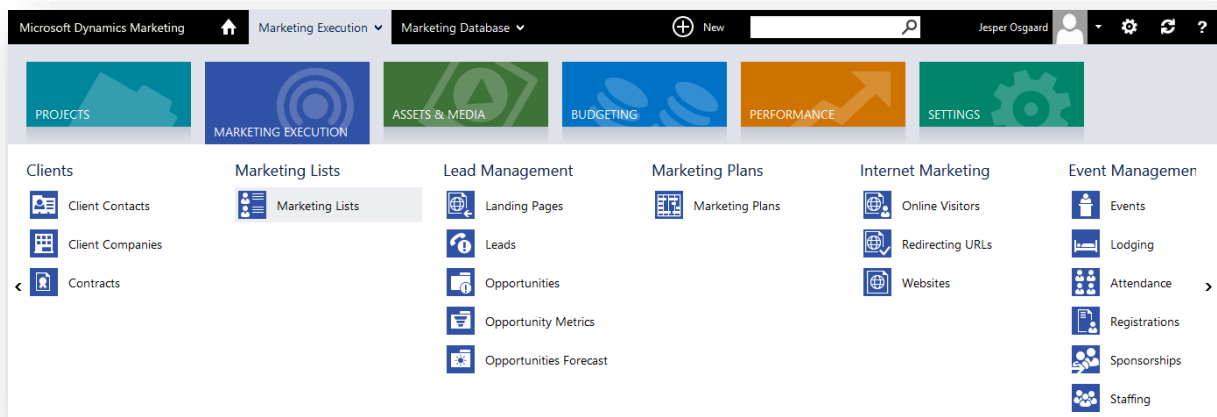 Microsoft Dynamics Marketing Marketing Execution Marketing Database New Jesper Osgaard ?
PROJECTS
MARKETING EXECUTION
ASSETS & MEDIA
BUDGETING
PERFORMANCE
SETTINGS
Clients
Client Contacts
Client Companies
Contracts
Marketing Lists
Marketing Lists
Lead Management
Landing Pages
Leads
Opportunities
Opportunity Metrics
Opportunities Forecast
Marketing Plans
Marketing Plans
Internet Marketing
Online Visitors
Redirecting URLs
Websites
Event Managemen
Events
Lodging
Attendance
Registrations
Sponsorships
Staffing